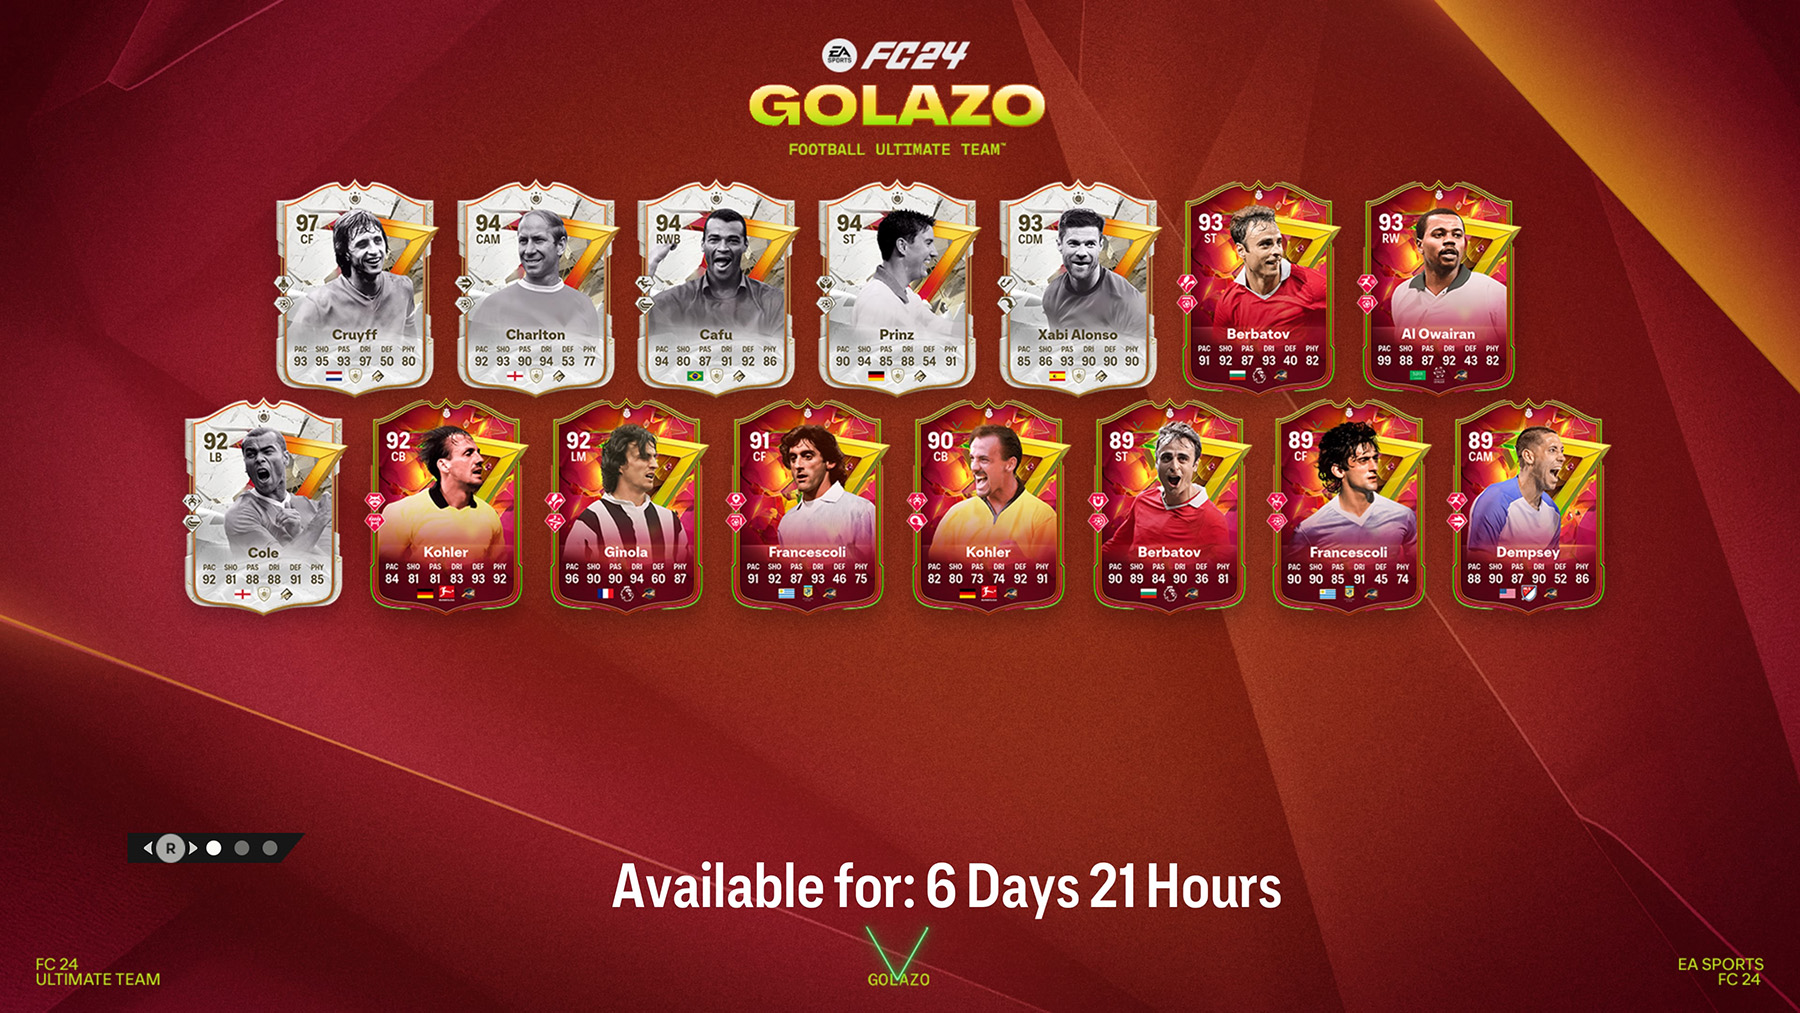 EA SPORTS FC24
GOLAZO
FOOTBALL ULTIMATE TEAM™
97
CF
Cruyff
PAC SHO PAS DRI DEF PHY
93 95 93 97 50 80
94
CAM
Charlton
PAC SHO PAS DRI DEF PHY
92 93 90 94 53 77
94
RWB
Cafu
PAC SHO PAS DRI DEF PHY
94 80 87 91 92 86
94
ST
Prinz
PAC SHO PAS DRI DEF PHY
90 94 85 88 54 91
93
CDM
Xabi Alonso
PAC SHO PAS DRI DEF PHY
85 86 93 90 90 90
93
ST
Berbatov
PAC SHO PAS DRI DEF PHY
91 92 87 93 40 82
93
RW
Al Owairan
PAC SHO PAS DRI DEF PHY
99 88 87 92 43 82
92
LB
Cole
PAC SHO PAS DRI DEF PHY
92 81 88 88 91 85
92
CB
Kohler
PAC SHO PAS DRI DEF PHY
84 81 81 83 93 92
92
LM
Ginola
PAC SHO PAS DRI DEF PHY
96 90 90 94 60 87
91
CF
Francescoli
PAC SHO PAS DRI DEF PHY
91 92 87 93 46 75
90
CB
Kohler
PAC SHO PAS DRI DEF PHY
82 80 73 74 92 91
89
ST
Berbatov
PAC SHO PAS DRI DEF PHY
90 89 84 90 36 81
89
CF
Francescoli
PAC SHO PAS DRI DEF PHY
90 90 85 91 45 74
89
CAM
Dempsey
PAC SHO PAS DRI DEF PHY
88 90 87 90 52 86
R
Available for: 6 Days 21 Hours
FC 24
ULTIMATE TEAM
GOLAZO
EA SPORTS
FC 24